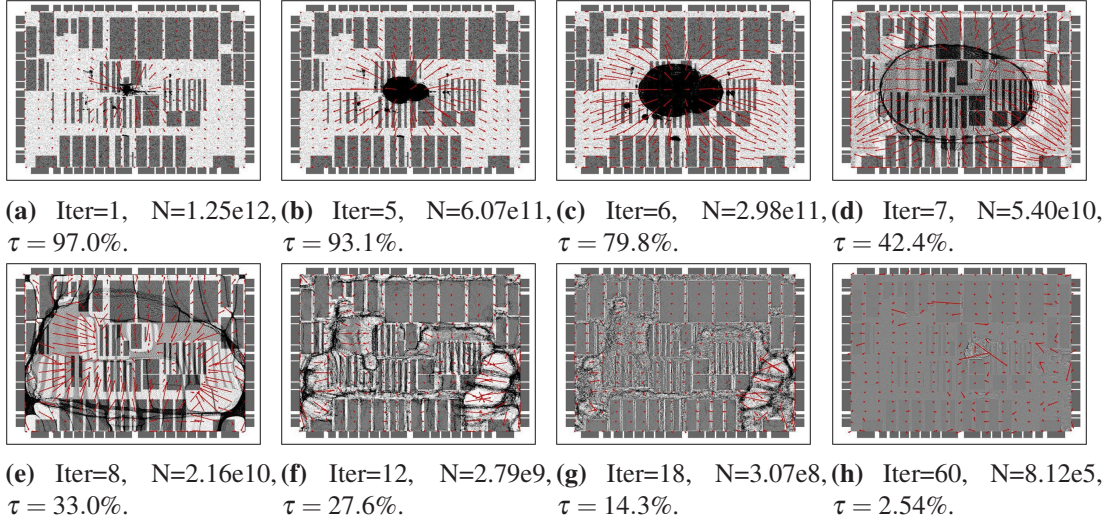 (a) Iter=1, N=1.25e12,
τ = 97.0%.
(b) Iter=5, N=6.07e11,
τ = 93.1%.
(c) Iter=6, N=2.98e11,
τ = 79.8%.
(d) Iter=7, N=5.40e10,
τ = 42.4%.
(e) Iter=8, N=2.16e10,
τ = 33.0%.
(f) Iter=12, N=2.79e9,
τ = 27.6%.
(g) Iter=18, N=3.07e8,
τ = 14.3%.
(h) Iter=60, N=8.12e5,
τ = 2.54%.